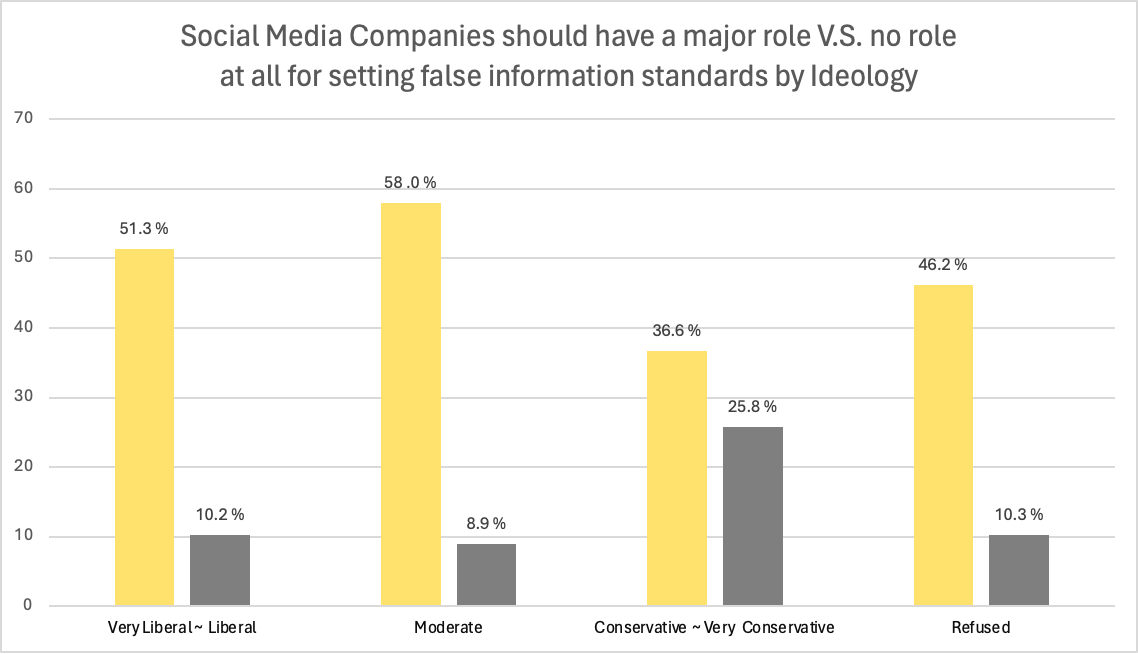 Social Media Companies should have a major role V.S. no role
at all for setting false information standards by Ideology
70
60
50
40
30
20
10
0
51.3 %
10.2 %
58 .0 %
8.9 %
36.6 %
25.8 %
46.2 %
10.3 %
Very Liberal ~ Liberal
Moderate
Conservative ~ Very Conservative
Refused